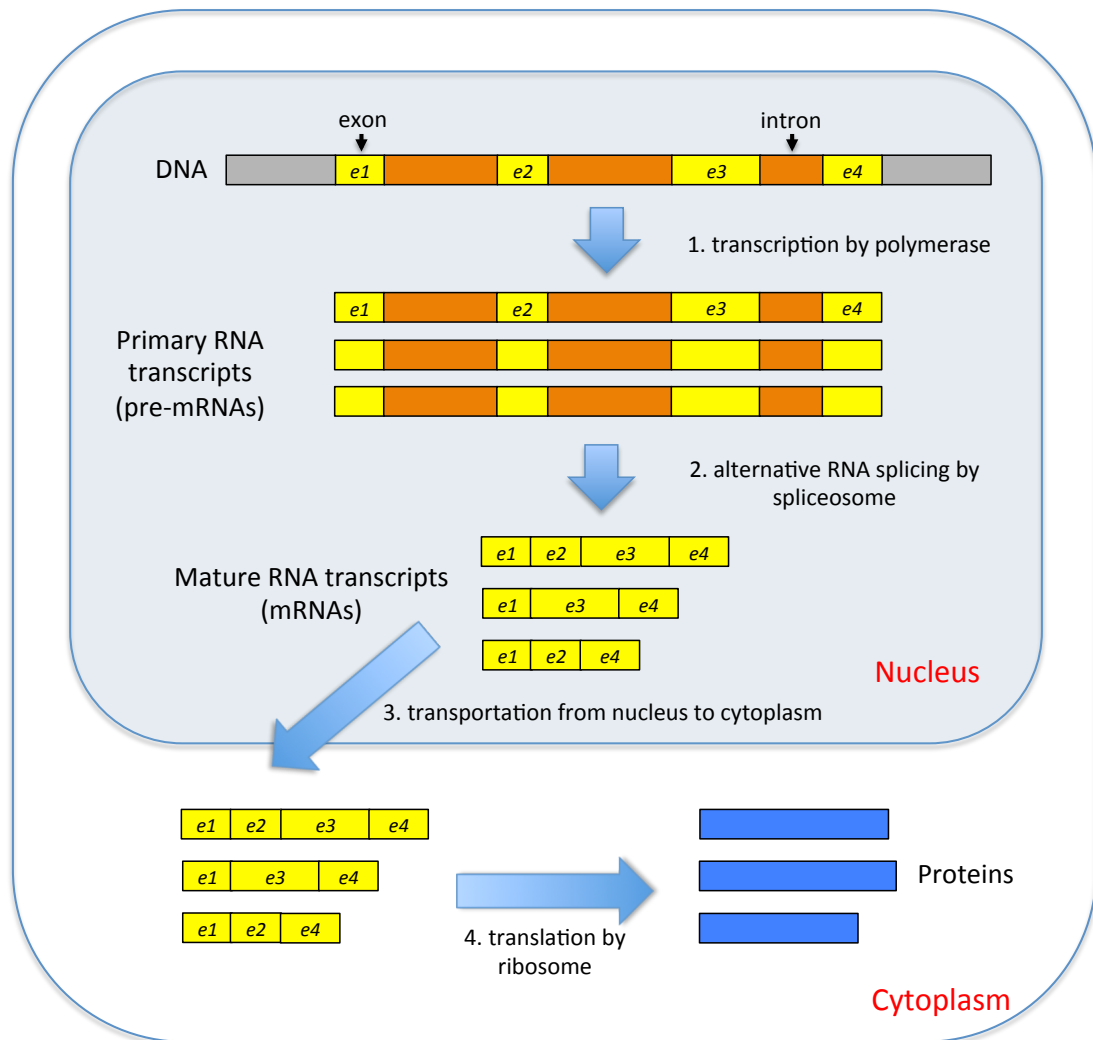 exon
intron
DNA
e1 e2 e3 e4
1. transcription by polymerase
e1 e2 e3 e4
Primary RNA
transcripts
(pre-mRNAs)
2. alternative RNA splicing by
spliceosome
e1 e2 e3 e4
Mature RNA transcripts
(mRNAs)
e1 e3 e4
e1 e2 e4
Nucleus
3. transportation from nucleus to cytoplasm
e1 e2 e3 e4
e1 e3 e4
e1 e2 e4
Proteins
4. translation by
ribosome
Cytoplasm